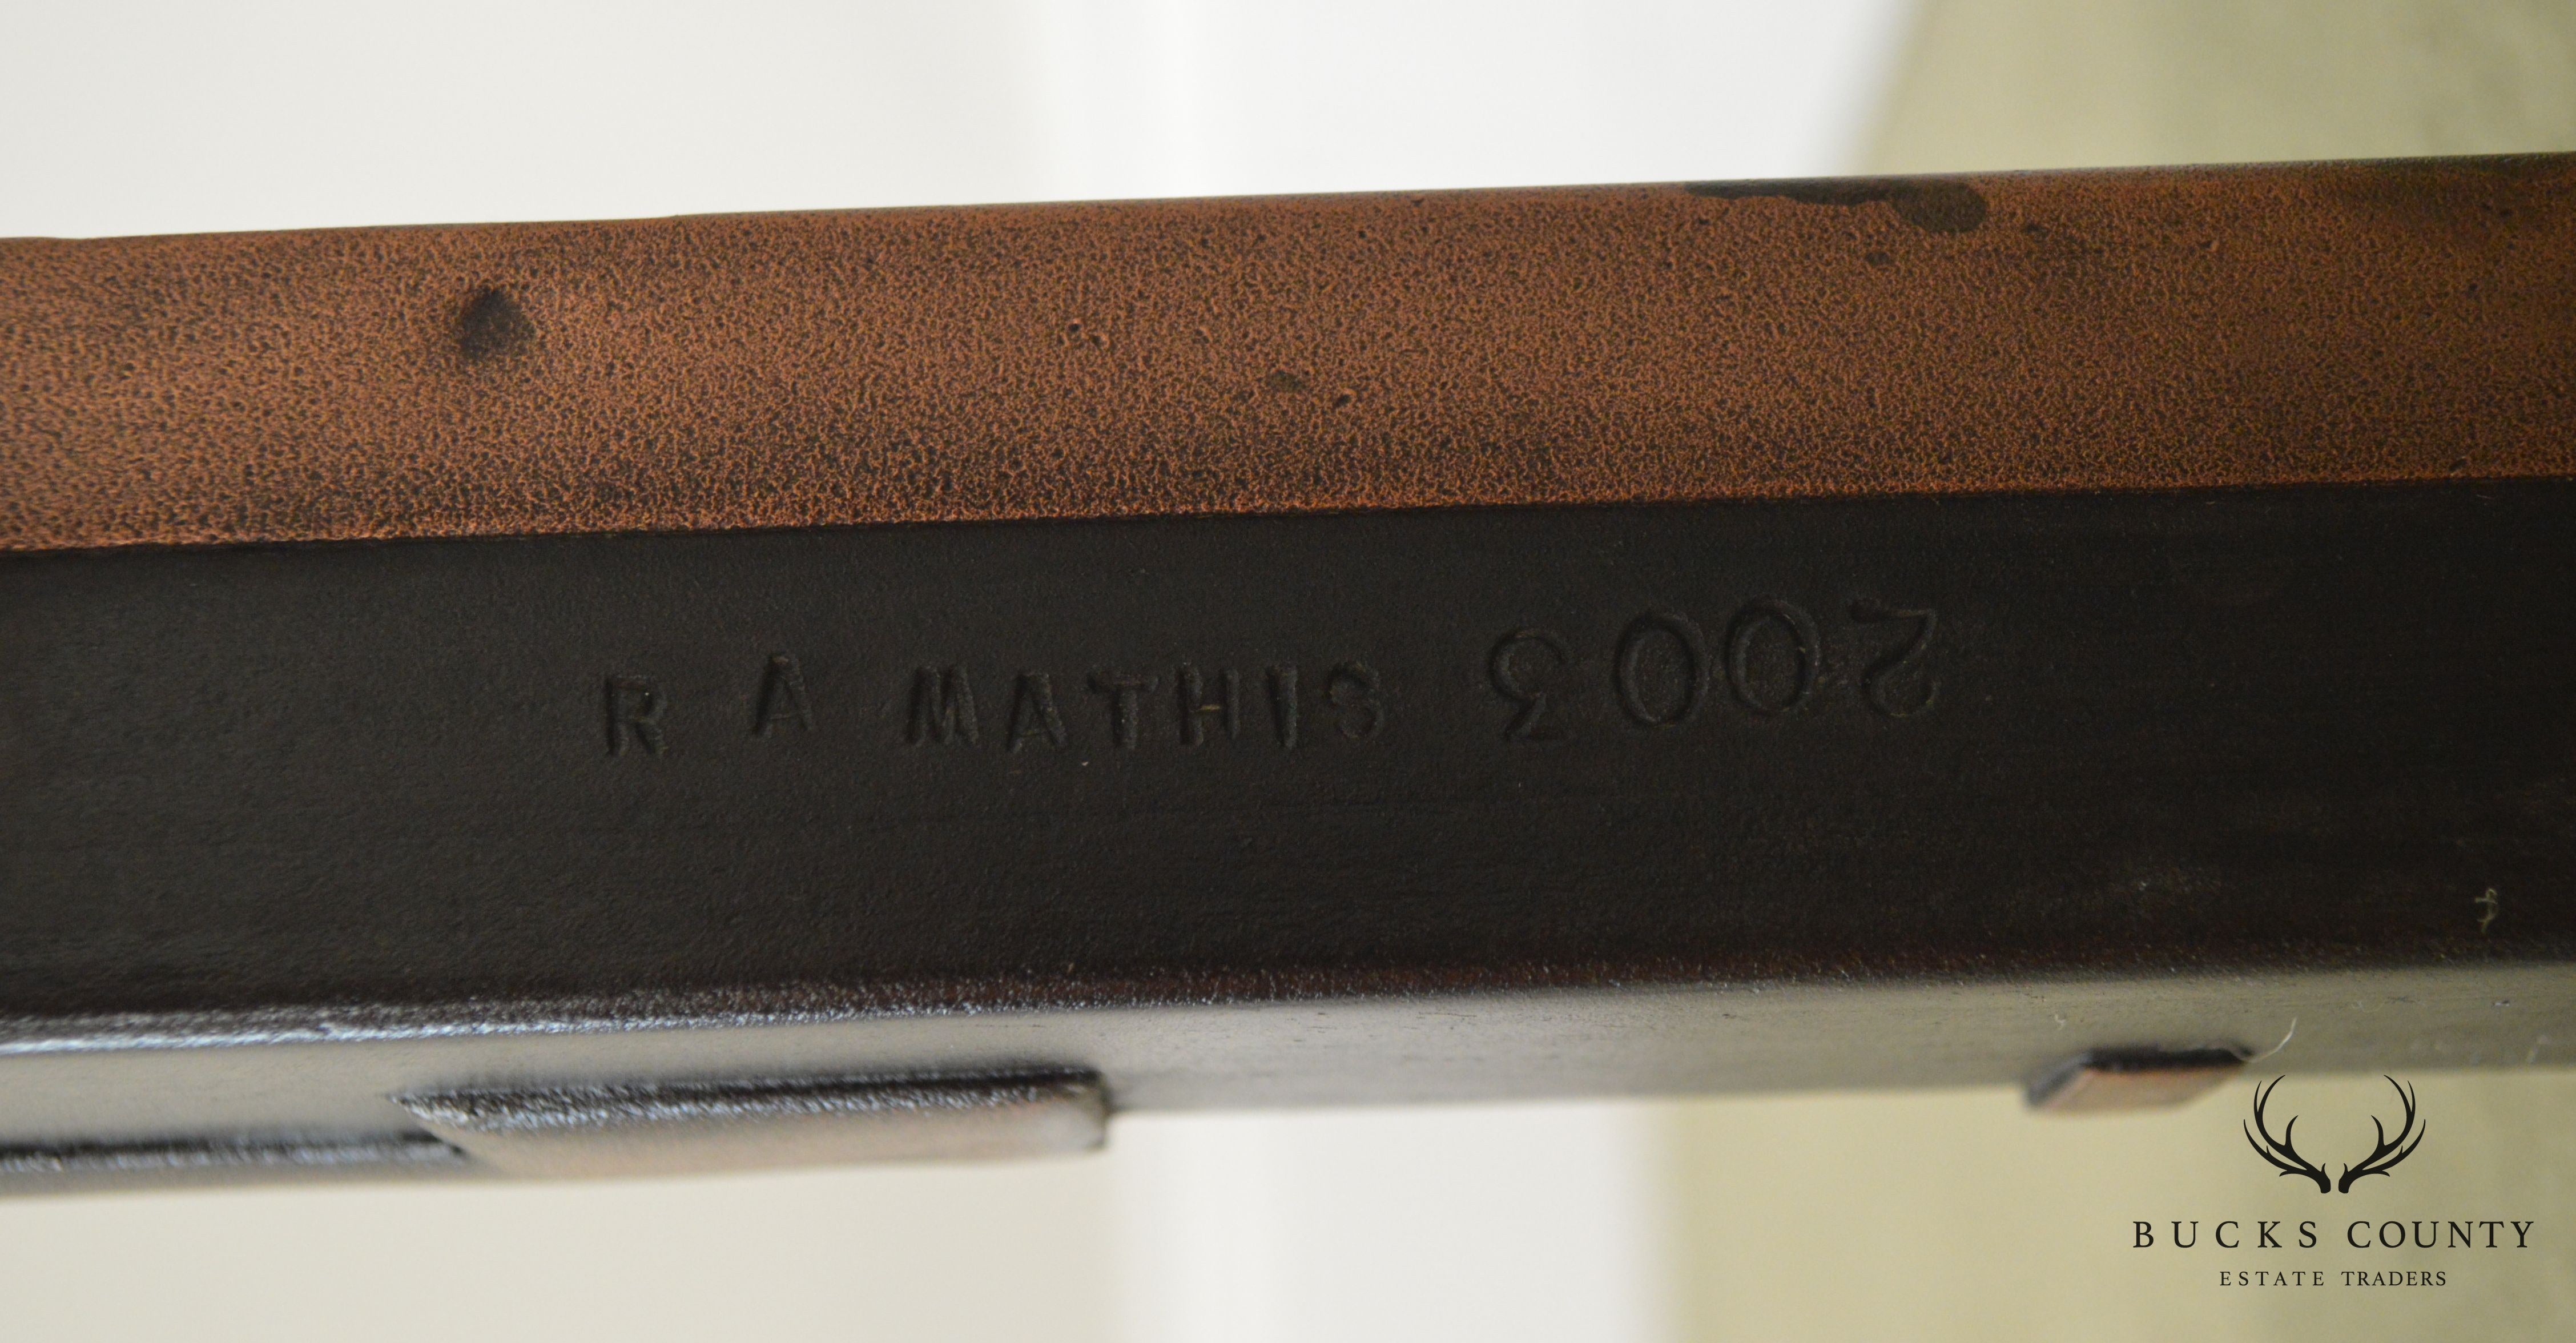 R A MATHIS 2003
BUCKS COUNTY
ESTATE TRADERS